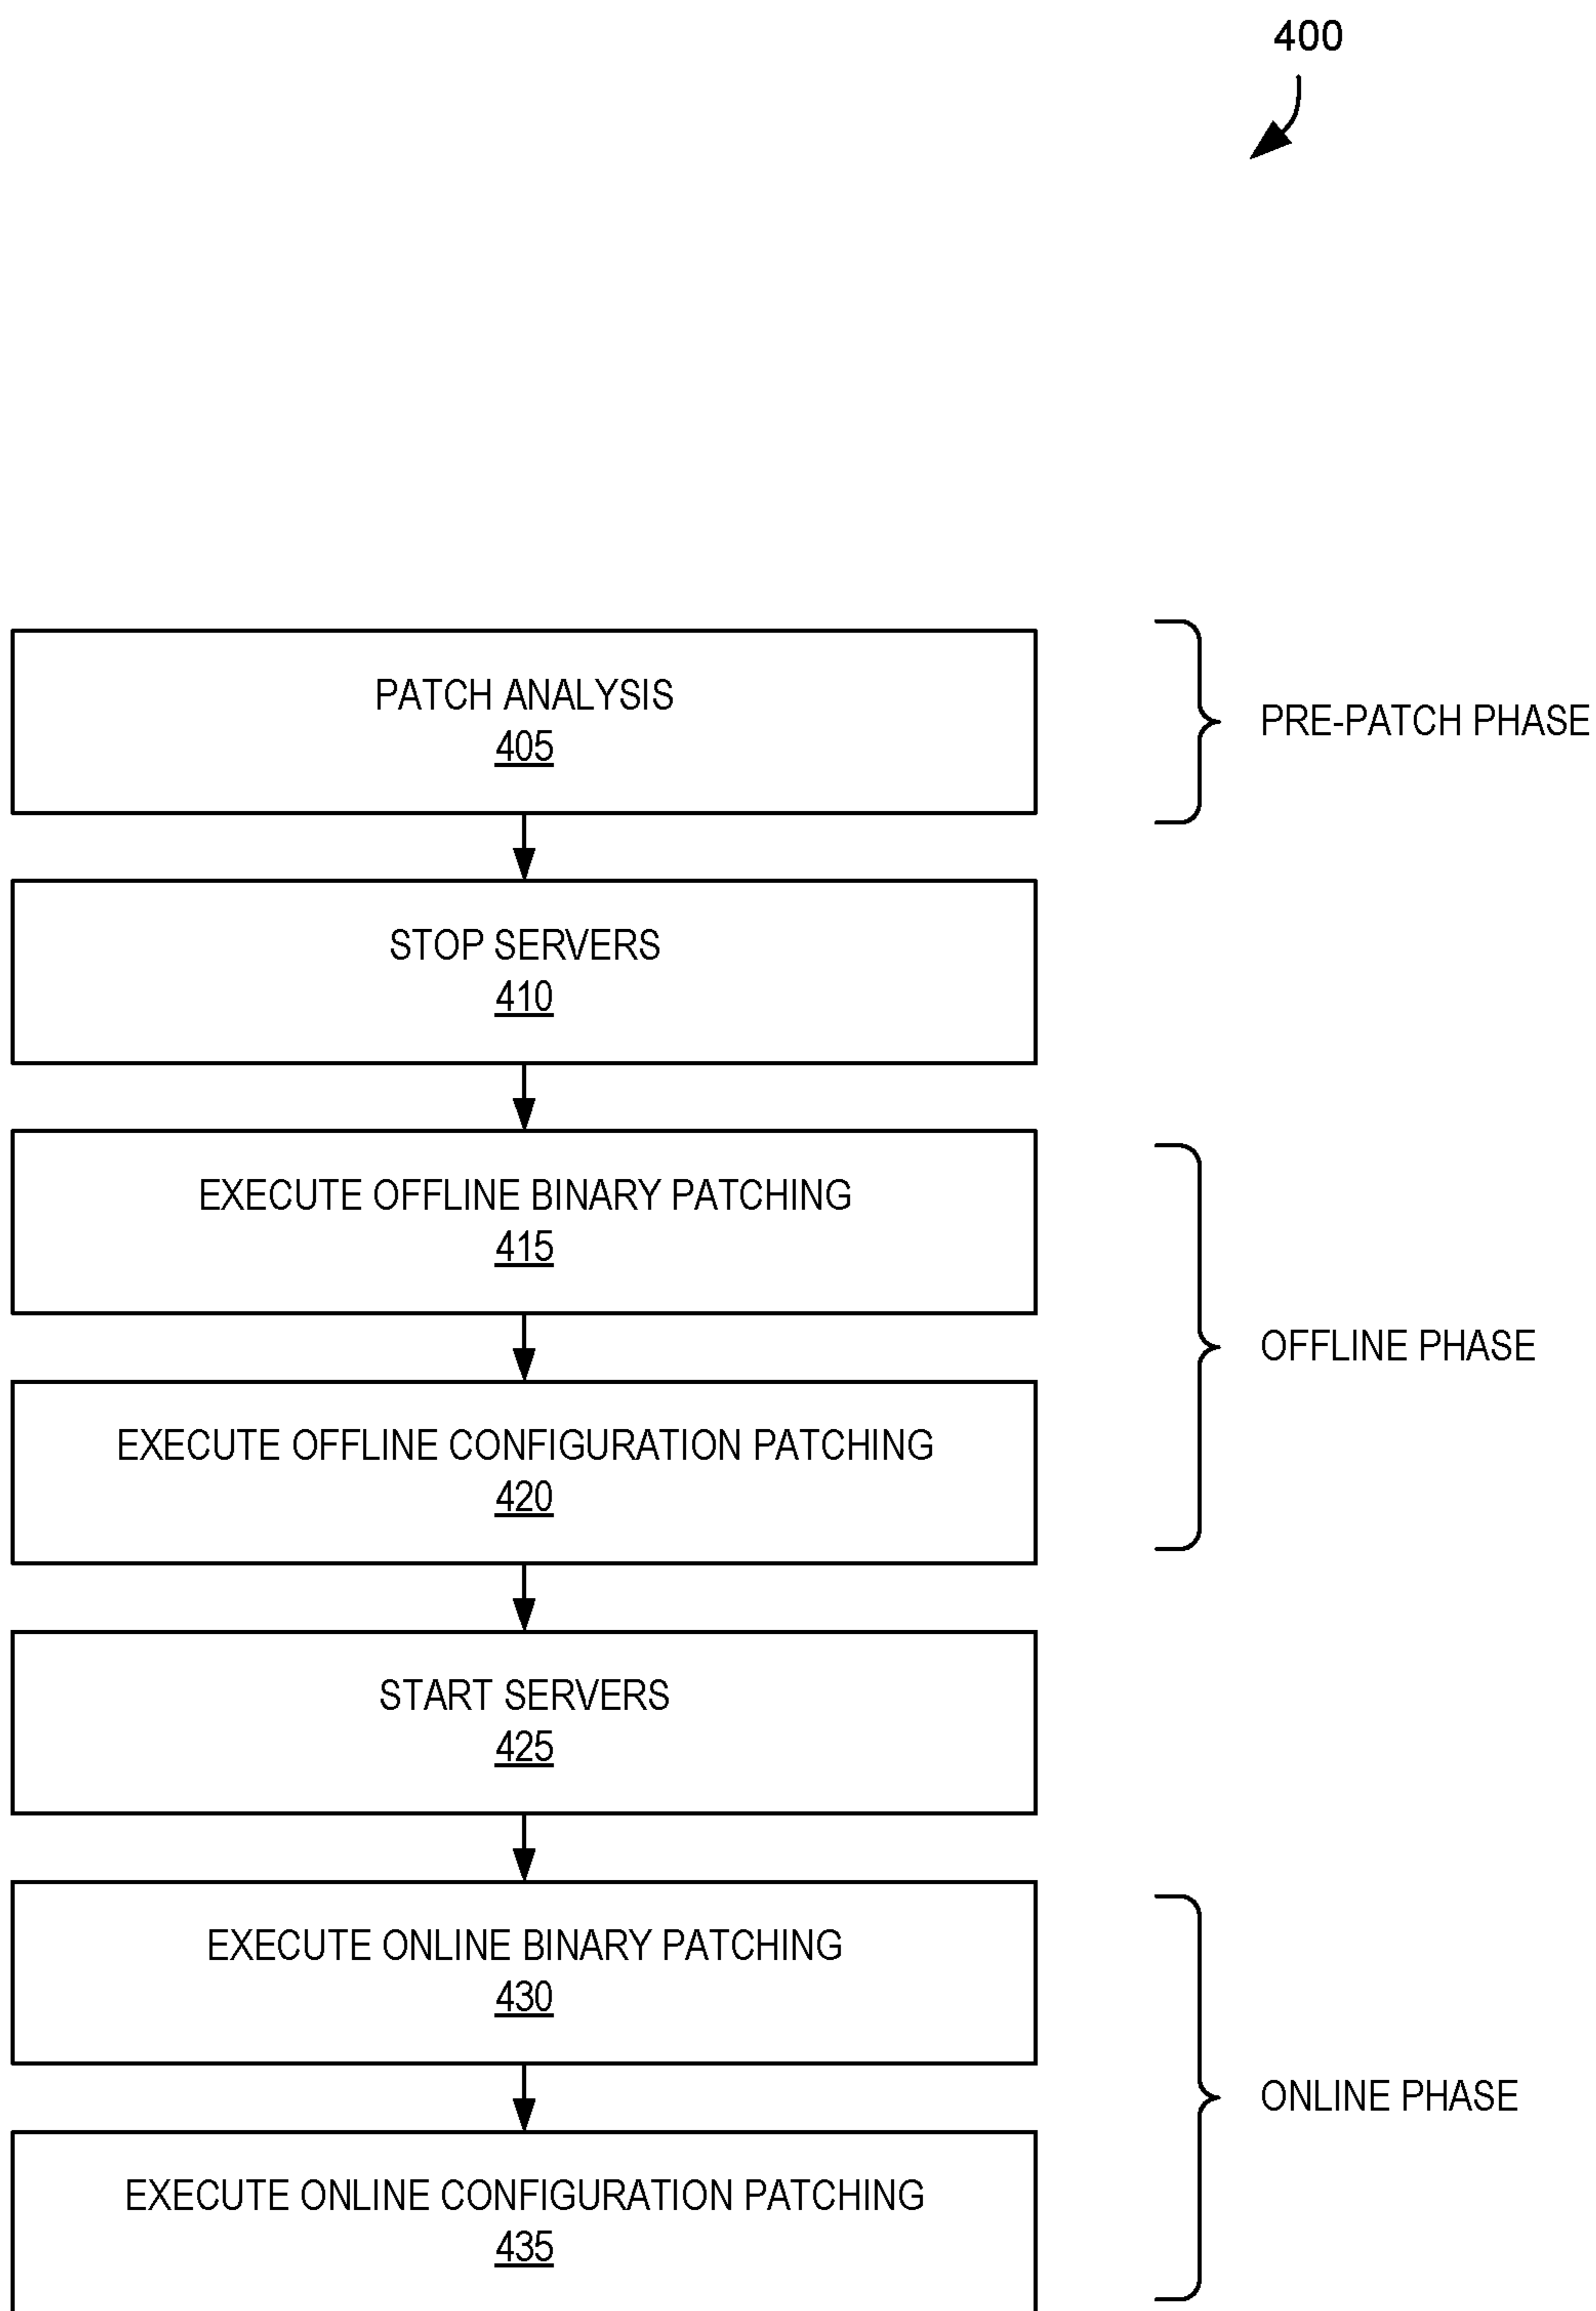 400
PATCH ANALYSIS
405
PRE-PATCH PHASE
STOP SERVERS
410
EXECUTE OFFLINE BINARY PATCHING
415
OFFLINE PHASE
EXECUTE OFFLINE CONFIGURATION PATCHING
420
START SERVERS
425
EXECUTE ONLINE BINARY PATCHING
430
ONLINE PHASE
EXECUTE ONLINE CONFIGURATION PATCHING
435